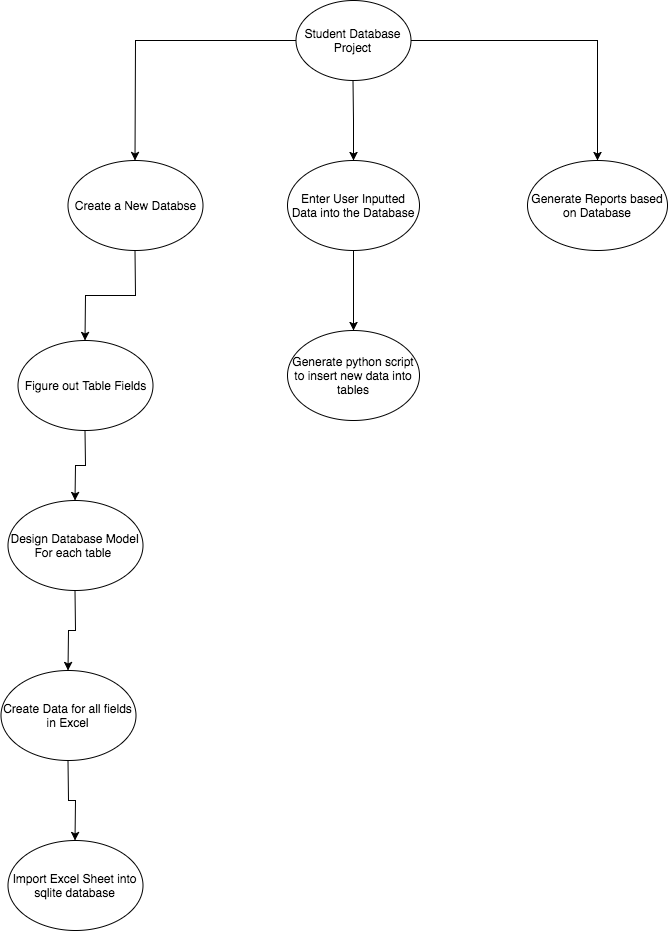 Student Database
Project
Create a New Databse
Enter User Inputted
Data into the Database
Generate Reports based
on Database
Figure out Table Fields
Generate python script
to insert new data into
tables
Design Database Model
For each table
Create Data for all fields
in Excel
Import Excel Sheet into
sqlite database